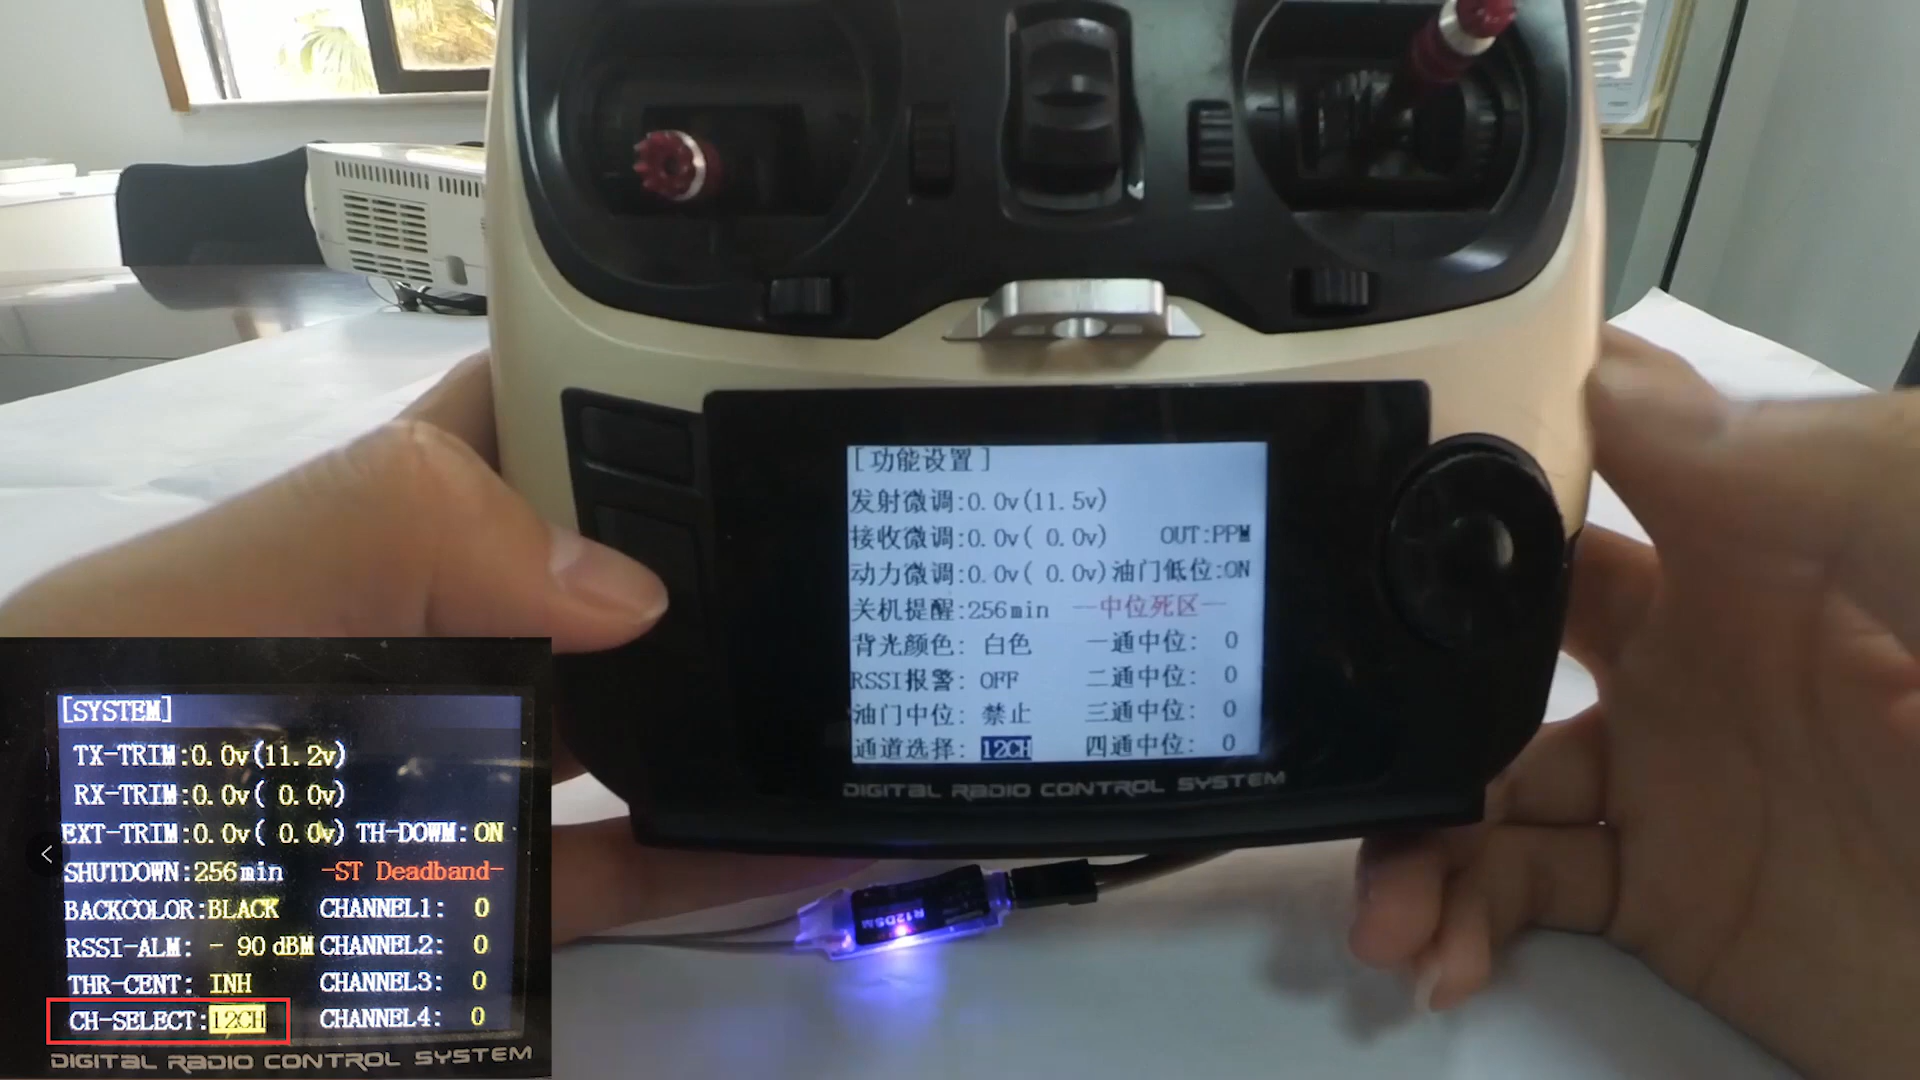 [功能设置]
发射微调:0.0v(11.5v)
接收微调:0.0v( 0.0v) OUT:PPM
动力微调:0.0v( 0.0v)油门低位:ON
关机提醒:256min --中位死区--
背光颜色: 白色 一通中位: 0
RSSI报警: OFF 二通中位: 0
油门中位: 禁止 三通中位: 0
通道选择: 12CH 四通中位: 0
DIGITAL RADIO CONTROL SYSTEM
R12DSM
[SYSTEM]
TX-TRIM:0.0v(11.2v)
RX-TRIM:0.0v( 0.0v)
EXT-TRIM:0.0v( 0.0v) TH-DOWM:ON
SHUTDOWN:256min -ST Deadband-
BACKCOLOR:BLACK CHANNEL1: 0
RSSI-ALM: - 90 dBM CHANNEL2: 0
THR-CENT: INH CHANNEL3: 0
CH-SELECT:12CH CHANNEL4: 0
DIGITAL RADIO CONTROL SYSTEM